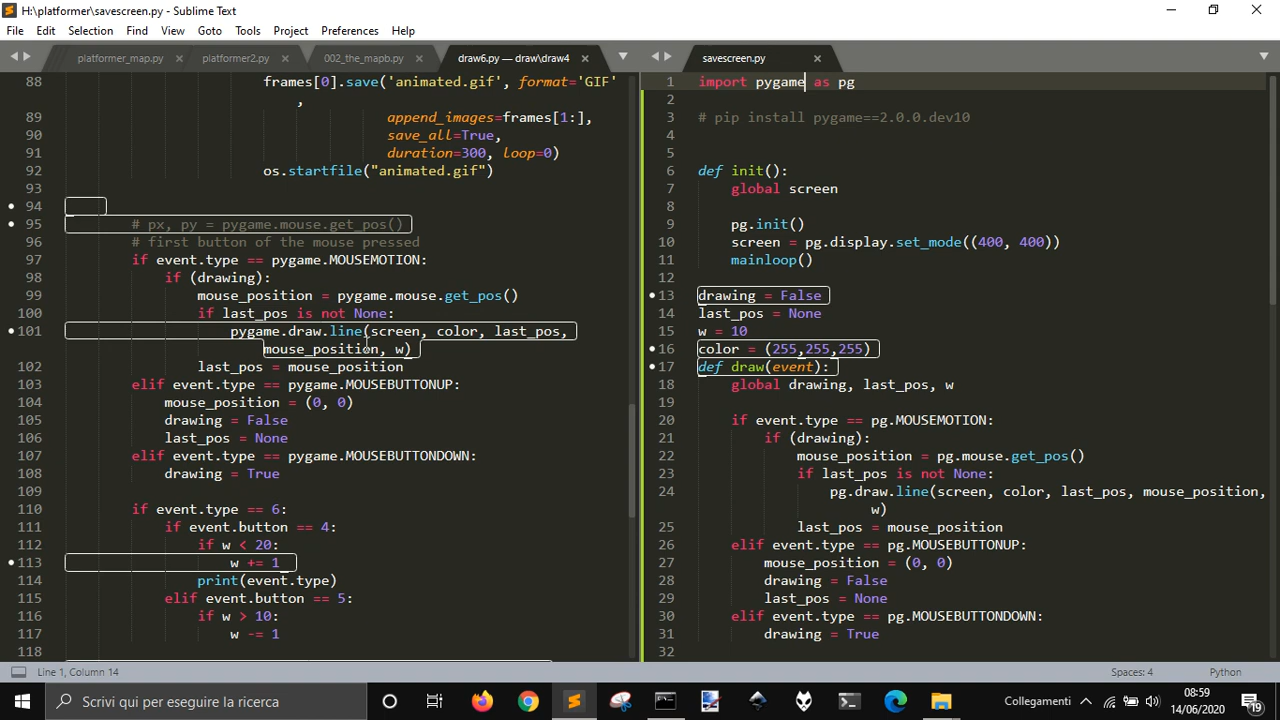 H:\platformer\savescreen.py - Sublime Text
File Edit Selection Find View Goto Tools Project Preferences Help
platformer_map.py × platformer2.py × 002_the_mapb.py × draw6.py — draw\draw4 ×
88 frames[0].save('animated.gif', format='GIF'
,
89 append_images=frames[1:],
90 save_all=True,
91 duration=300, loop=0)
92 os.startfile("animated.gif")
93
94
95 # px, py = pygame.mouse.get_pos()
96 # first button of the mouse pressed
97 if event.type == pygame.MOUSEMOTION:
98 if (drawing):
99 mouse_position = pygame.mouse.get_pos()
100 if last_pos is not None:
101 pygame.draw.line(screen, color, last_pos,
mouse_position, w)
102 last_pos = mouse_position
103 elif event.type == pygame.MOUSEBUTTONUP:
104 mouse_position = (0, 0)
105 drawing = False
106 last_pos = None
107 elif event.type == pygame.MOUSEBUTTONDOWN:
108 drawing = True
109
110 if event.type == 6:
111 if event.button == 4:
112 if w < 20:
113 w += 1
114 print(event.type)
115 elif event.button == 5:
116 if w > 10:
117 w -= 1
118
savescreen.py ×
1 import pygame as pg
2
3 # pip install pygame==2.0.0.dev10
4
5
6 def init():
7 global screen
8
9 pg.init()
10 screen = pg.display.set_mode((400, 400))
11 mainloop()
12
13 drawing = False
14 last_pos = None
15 w = 10
16 color = (255,255,255)
17 def draw(event):
18 global drawing, last_pos, w
19
20 if event.type == pg.MOUSEMOTION:
21 if (drawing):
22 mouse_position = pg.mouse.get_pos()
23 if last_pos is not None:
24 pg.draw.line(screen, color, last_pos, mouse_position,
w)
25 last_pos = mouse_position
26 elif event.type == pg.MOUSEBUTTONUP:
27 mouse_position = (0, 0)
28 drawing = False
29 last_pos = None
30 elif event.type == pg.MOUSEBUTTONDOWN:
31 drawing = True
32
Line 1, Column 14 Spaces: 4 Python
Scrivi qui per eseguire la ricerca
Collegamenti
08:59
14/06/2020
19